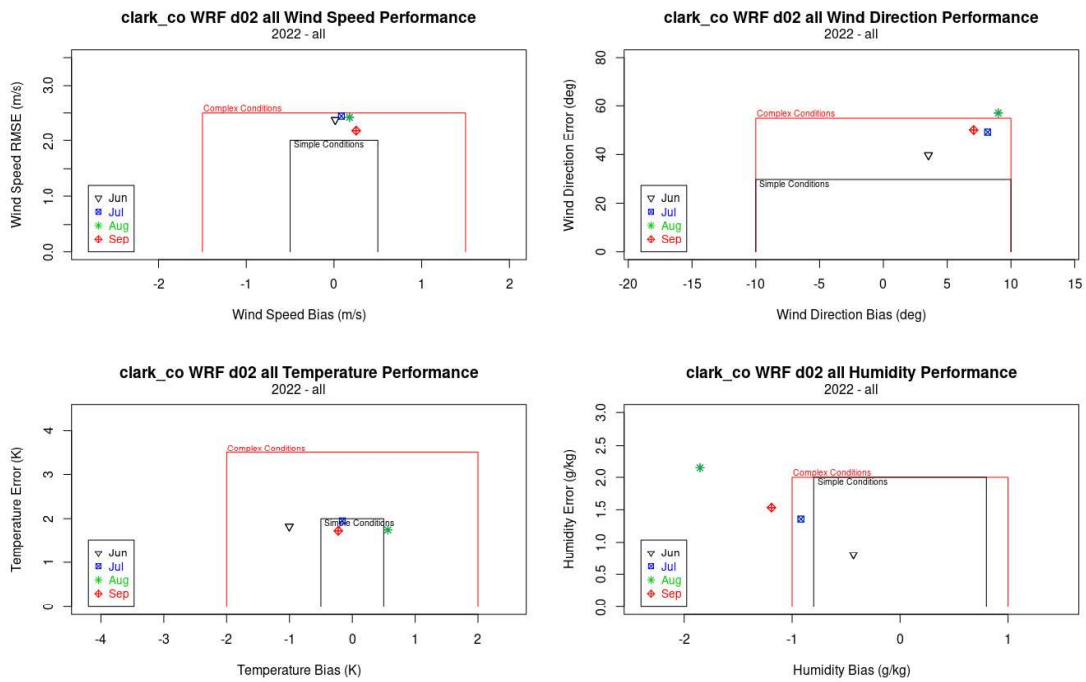 clark_co WRF d02 all Wind Speed Performance
2022 - all
Wind Speed RMSE (m/s)
3.0
2.0
1.0
0.0
Complex Conditions
Simple Conditions
Jun
Jul
Aug
Sep
-2 -1 0 1 2
Wind Speed Bias (m/s)
clark_co WRF d02 all Wind Direction Performance
2022 - all
Wind Direction Error (deg)
80
60
40
20
0
Complex Conditions
Simple Conditions
Jun
Jul
Aug
Sep
-20 -15 -10 -5 0 5 10 15
Wind Direction Bias (deg)
clark_co WRF d02 all Temperature Performance
2022 - all
Temperature Error (K)
4
3
2
1
0
Complex Conditions
Simple Conditions
Jun
Jul
Aug
Sep
-4 -3 -2 -1 0 1 2
Temperature Bias (K)
clark_co WRF d02 all Humidity Performance
2022 - all
Humidity Error (g/kg)
3.0
2.5
2.0
1.5
1.0
0.5
0.0
Complex Conditions
Simple Conditions
Jun
Jul
Aug
Sep
-2 -1 0 1
Humidity Bias (g/kg)